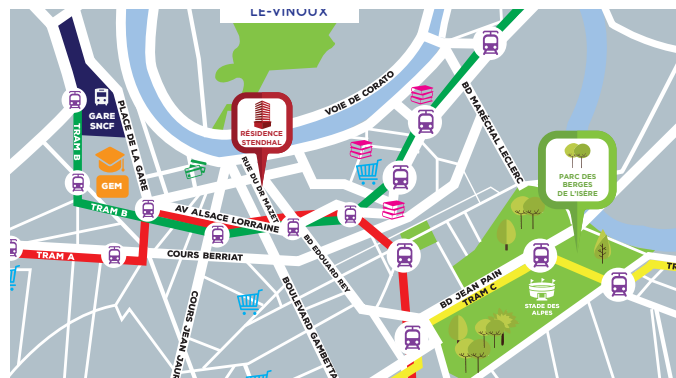 LE-VINOUX
VOIE DE CORATO
BD MARÉCHAL LECLERC
GARE
SNCF
PLACE DE LA GARE
RÉSIDENCE
STENDHAL
TRAM B
GEM
RUE DU DR MAZET
PARC DES
BERGES
DE L'ISÈRE
TRAM B
AV ALSACE LORRAINE
TRAM A
COURS BERRIAT
BD EDOUARD REY
BD JEAN PAIN
TRAM C
STADE DES
ALPES
TR
COURS JEAN JAUR
BOULEVARD GAMBETTA